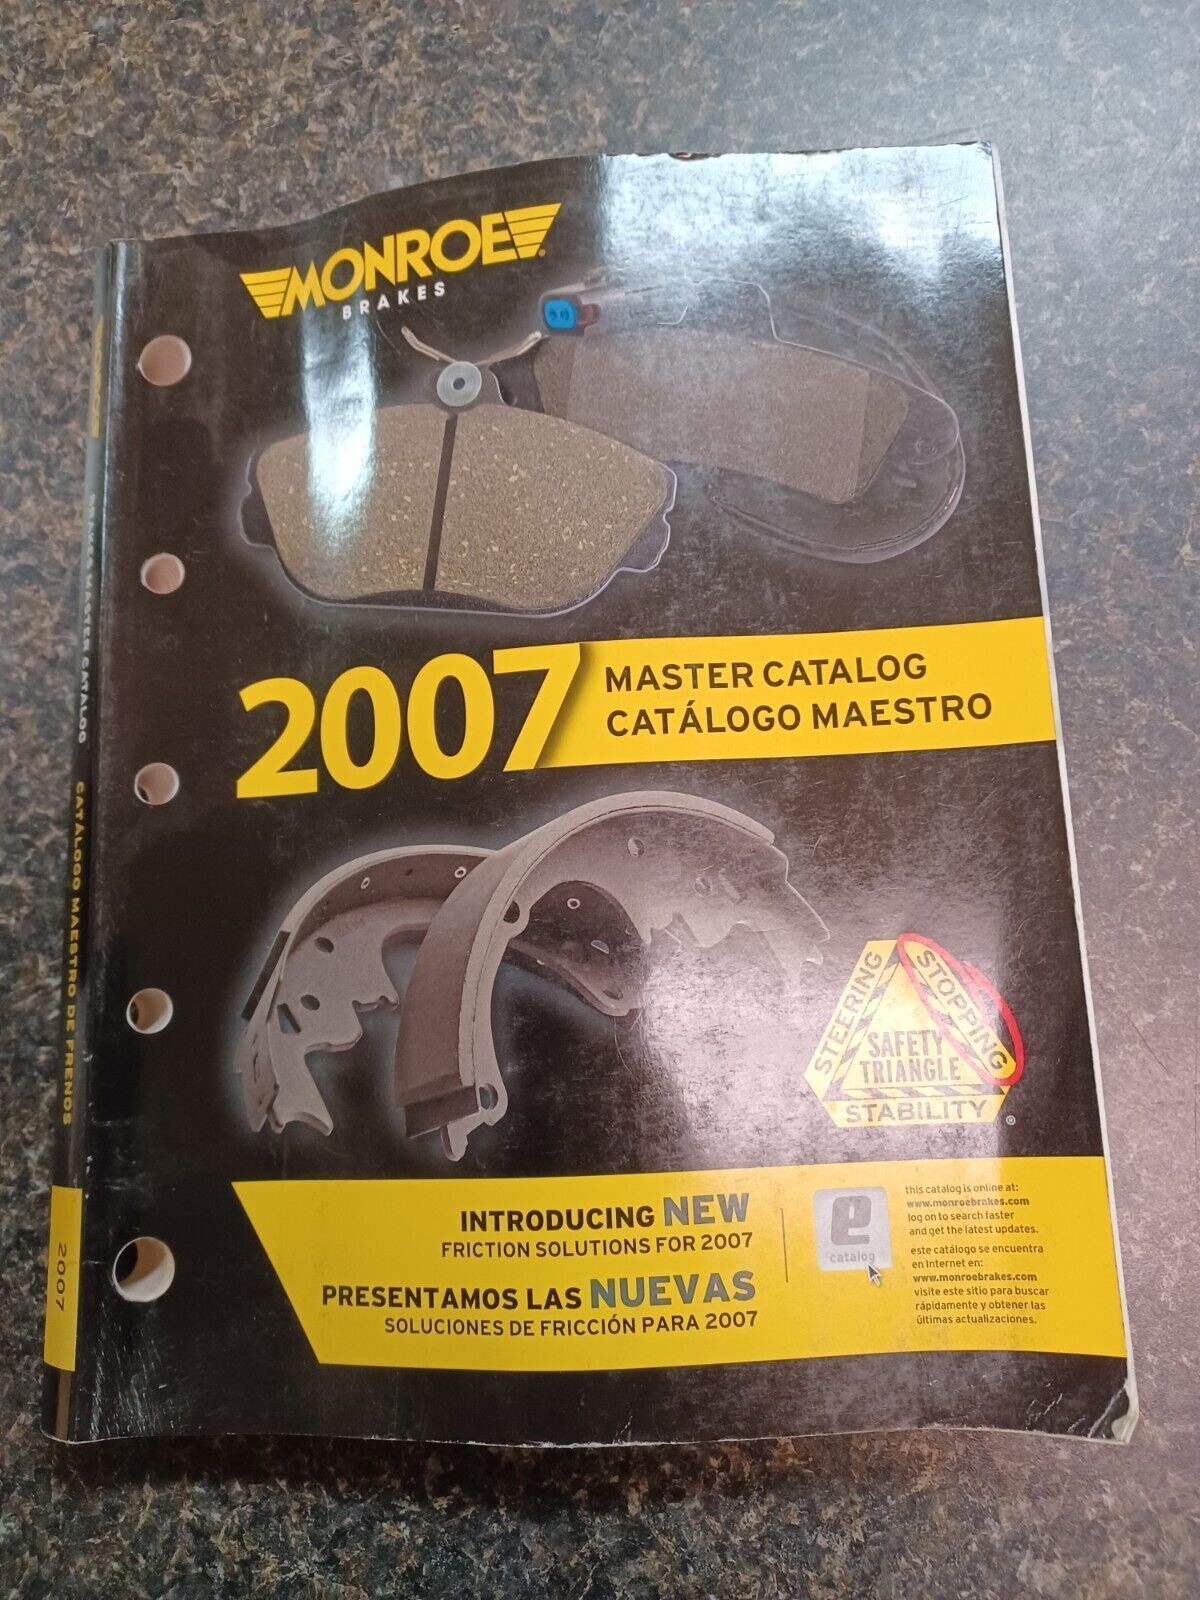 MONROE
BRAKES
2007
MASTER CATALOG
CATÁLOGO MAESTRO
STEERING
STOPPING
SAFETY
TRIANGLE
STABILITY
®
INTRODUCING NEW
FRICTION SOLUTIONS FOR 2007
PRESENTAMOS LAS NUEVAS
SOLUCIONES DE FRICCIÓN PARA 2007
e
catalog
this catalog is online at:
www.monroebrakes.com
log on to search faster
and get the latest updates.
este catálogo se encuentra
en Internet en:
www.monroebrakes.com
visite este sitio para buscar
rápidamente y obtener las
últimas actualizaciones.
MASTER CATALOG
CATÁLOGO MAESTRO DE FRENOS
2007